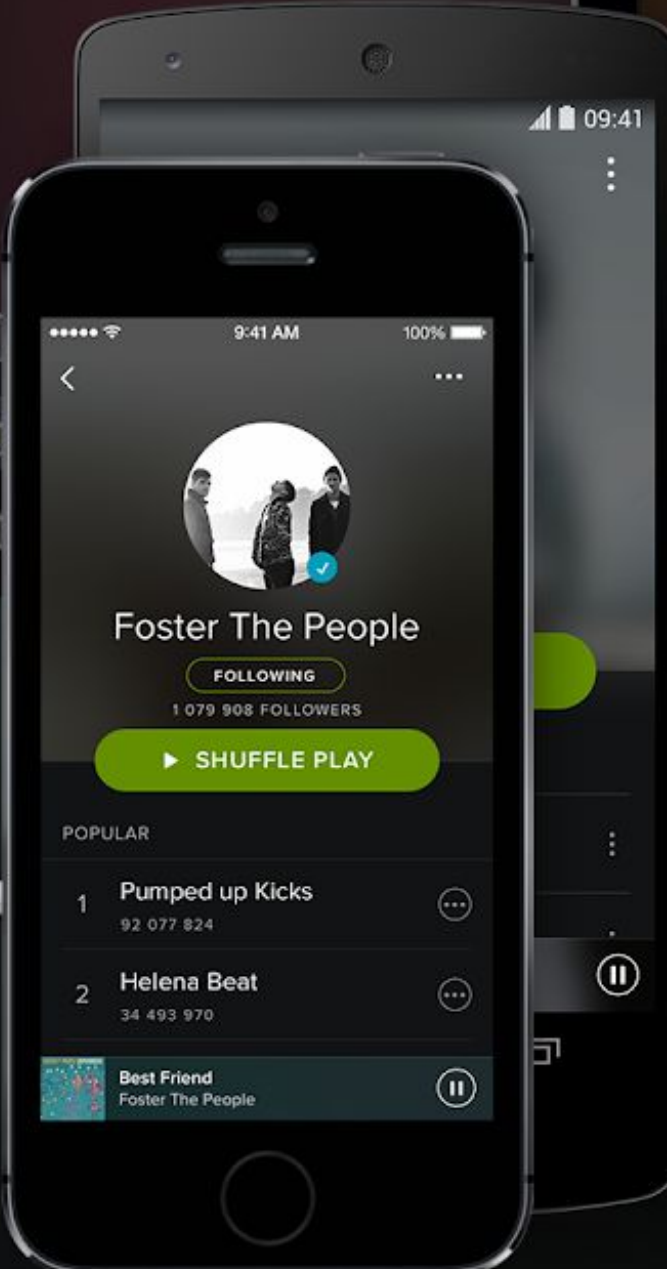 09:41
9:41 AM 100%
Foster The People
FOLLOWING
1 079 908 FOLLOWERS
SHUFFLE PLAY
POPULAR
1 Pumped up Kicks
92 077 824
2 Helena Beat
34 493 970
Best Friend
Foster The People